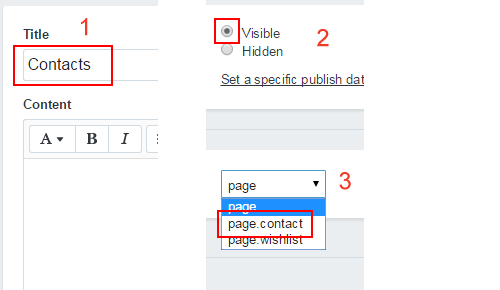 1
Title
Contacts
Content
A B I
2
Visible
Hidden
Set a specific publish dat
3
page
page
page.contact
page.wishlist